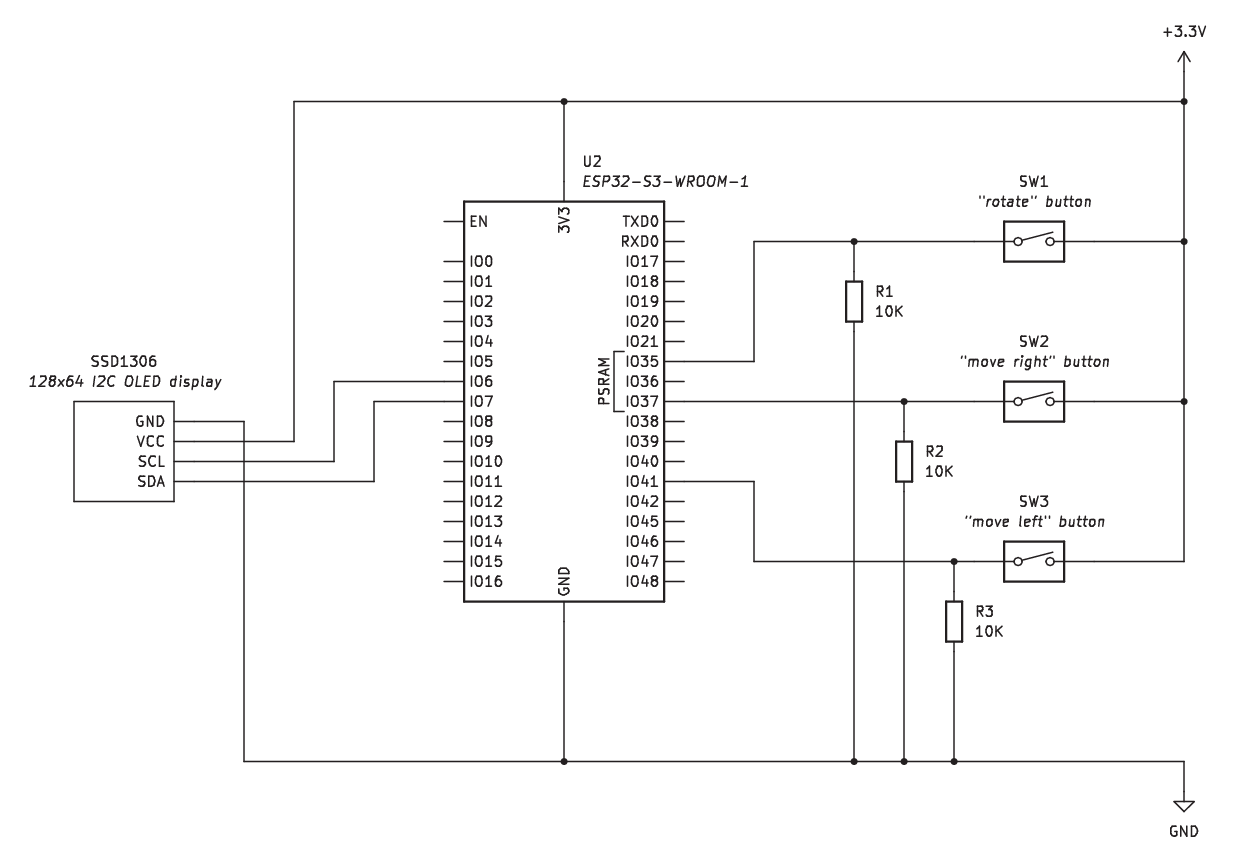 +3.3V
U2
ESP32-S3-WROOM-1
SW1
"rotate" button
3V3
EN
IO0
IO1
IO2
IO3
IO4
IO5
IO6
IO7
IO8
IO9
IO10
IO11
IO12
IO13
IO14
IO15
IO16
TXD0
RXD0
IO17
IO18
IO19
IO20
IO21
IO35
IO36
IO37
IO38
IO39
IO40
IO41
IO42
IO45
IO46
IO47
IO48
PSRAM
GND
R1
10K
SW2
"move right" button
R2
10K
SW3
"move left" button
R3
10K
SSD1306
128x64 I2C OLED display
GND
VCC
SCL
SDA
GND